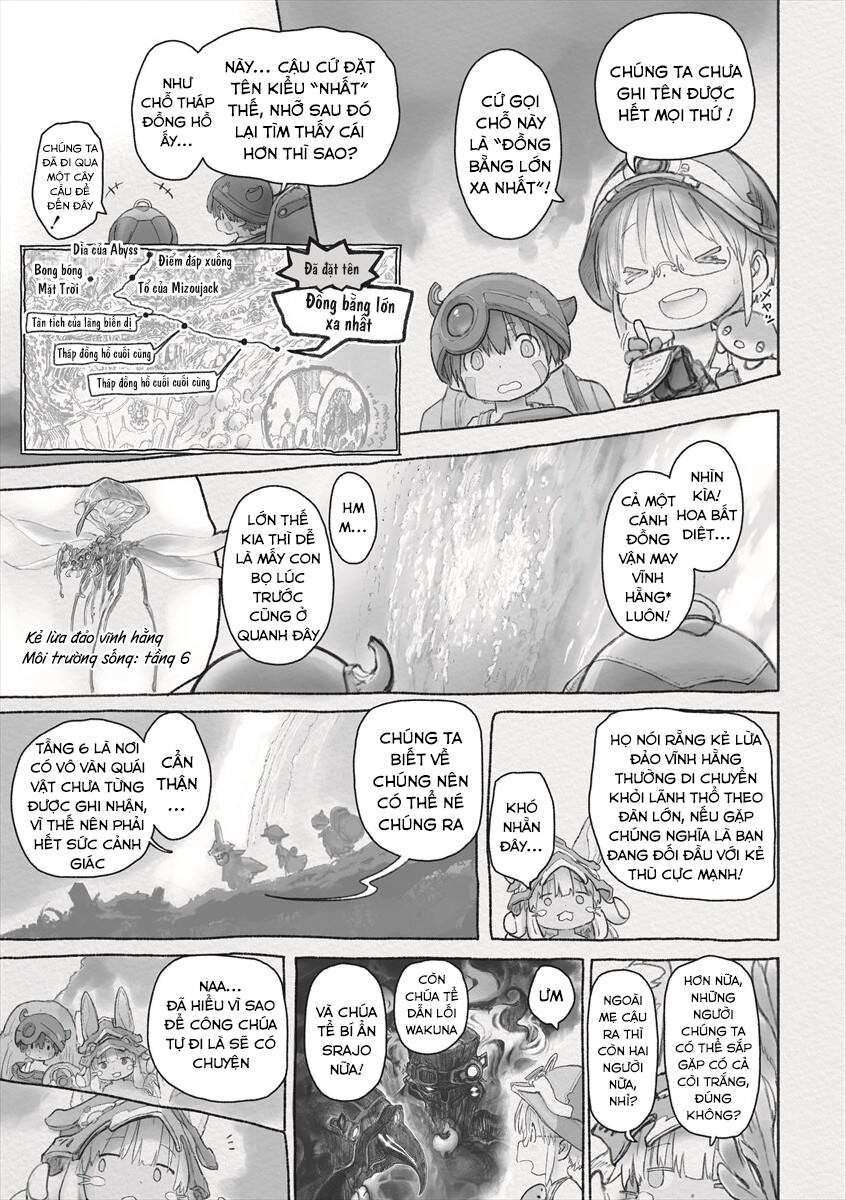 CHÚNG TA CHƯA
GHI TÊN ĐƯỢC
HẾT MỌI THỨ !
CỨ GỌI
CHỖ NÀY
LÀ “ĐỒNG
BẰNG LỚN
XA NHẤT”!
NÀY... CẬU CỨ ĐẶT
TÊN KIỂU “NHẤT”
THẾ, NHỠ SAU ĐÓ
LẠI TÌM THẤY CÁI
HƠN THÌ SAO?
NHƯ
CHỖ THÁP
ĐỒNG HỒ
ẤY...
CHÚNG TA
ĐÃ ĐI QUA
MỘT CÂY
CẦU ĐỂ
ĐẾN ĐÂY
!
Dìa của Abyss
Điểm đáp xuống
Bong bóng
Mặt Trời
Tổ của Mizoujack
Tàn tích của làng biến dị
Tháp đồng hồ cuối cùng
Tháp đồng hồ cuối cuối cùng
Đã đặt tên
Đồng bằng lớn
xa nhất
NHÌN
KÌA!
HOA BẤT
DIỆT...
CẢ MỘT
CÁNH
ĐỒNG
VẬN MAY
VĨNH
HẰNG*
LUÔN!
HM
M...
LỚN THẾ
KIA THÌ DỄ
LÀ MẤY CON
BỌ LÚC
TRƯỚC
CŨNG Ở
QUANH ĐÂY
Kẻ lừa đảo vĩnh hằng
Môi trường sống: tầng 6
HỌ NÓI RẰNG KẺ LỪA
ĐẢO VĨNH HẰNG
THƯỜNG DI CHUYỂN
KHỎI LÃNH THỔ THEO
ĐÀN LỚN, NẾU GẶP
CHÚNG NGHĨA LÀ BẠN
ĐANG ĐỐI ĐẦU VỚI KẺ
THÙ CỰC MẠNH!
KHÓ
NHẰN
ĐÂY...
CHÚNG TA
BIẾT VỀ
CHÚNG NÊN
CÓ THỂ NÉ
CHÚNG RA
CẨN
THẬN
...
TẦNG 6 LÀ NƠI
CÓ VÔ VÀN QUÁI
VẬT CHƯA TỪNG
ĐƯỢC GHI NHẬN,
VÌ THẾ NÊN PHẢI
HẾT SỨC CẢNH
GIÁC
HƠN NỮA,
NHỮNG
NGƯỜI
CHÚNG TA
CÓ THỂ SẮP
GẶP CÓ CẢ
CÒI TRẮNG,
ĐÚNG
KHÔNG?
NGOÀI
MẸ CẬU
RA THÌ
CÒN HAI
NGƯỜI
NỮA,
NHỈ?
ƯM
CÒN
CHÚA TỂ
DẪN LỐI
WAKUNA
VÀ CHÚA
TỂ BÍ ẨN
SRAJO
NỮA!
NAA...
ĐÃ HIỂU VÌ SAO
ĐỂ CÔNG CHÚA
TỰ ĐI LÀ SẼ CÓ
CHUYỆN